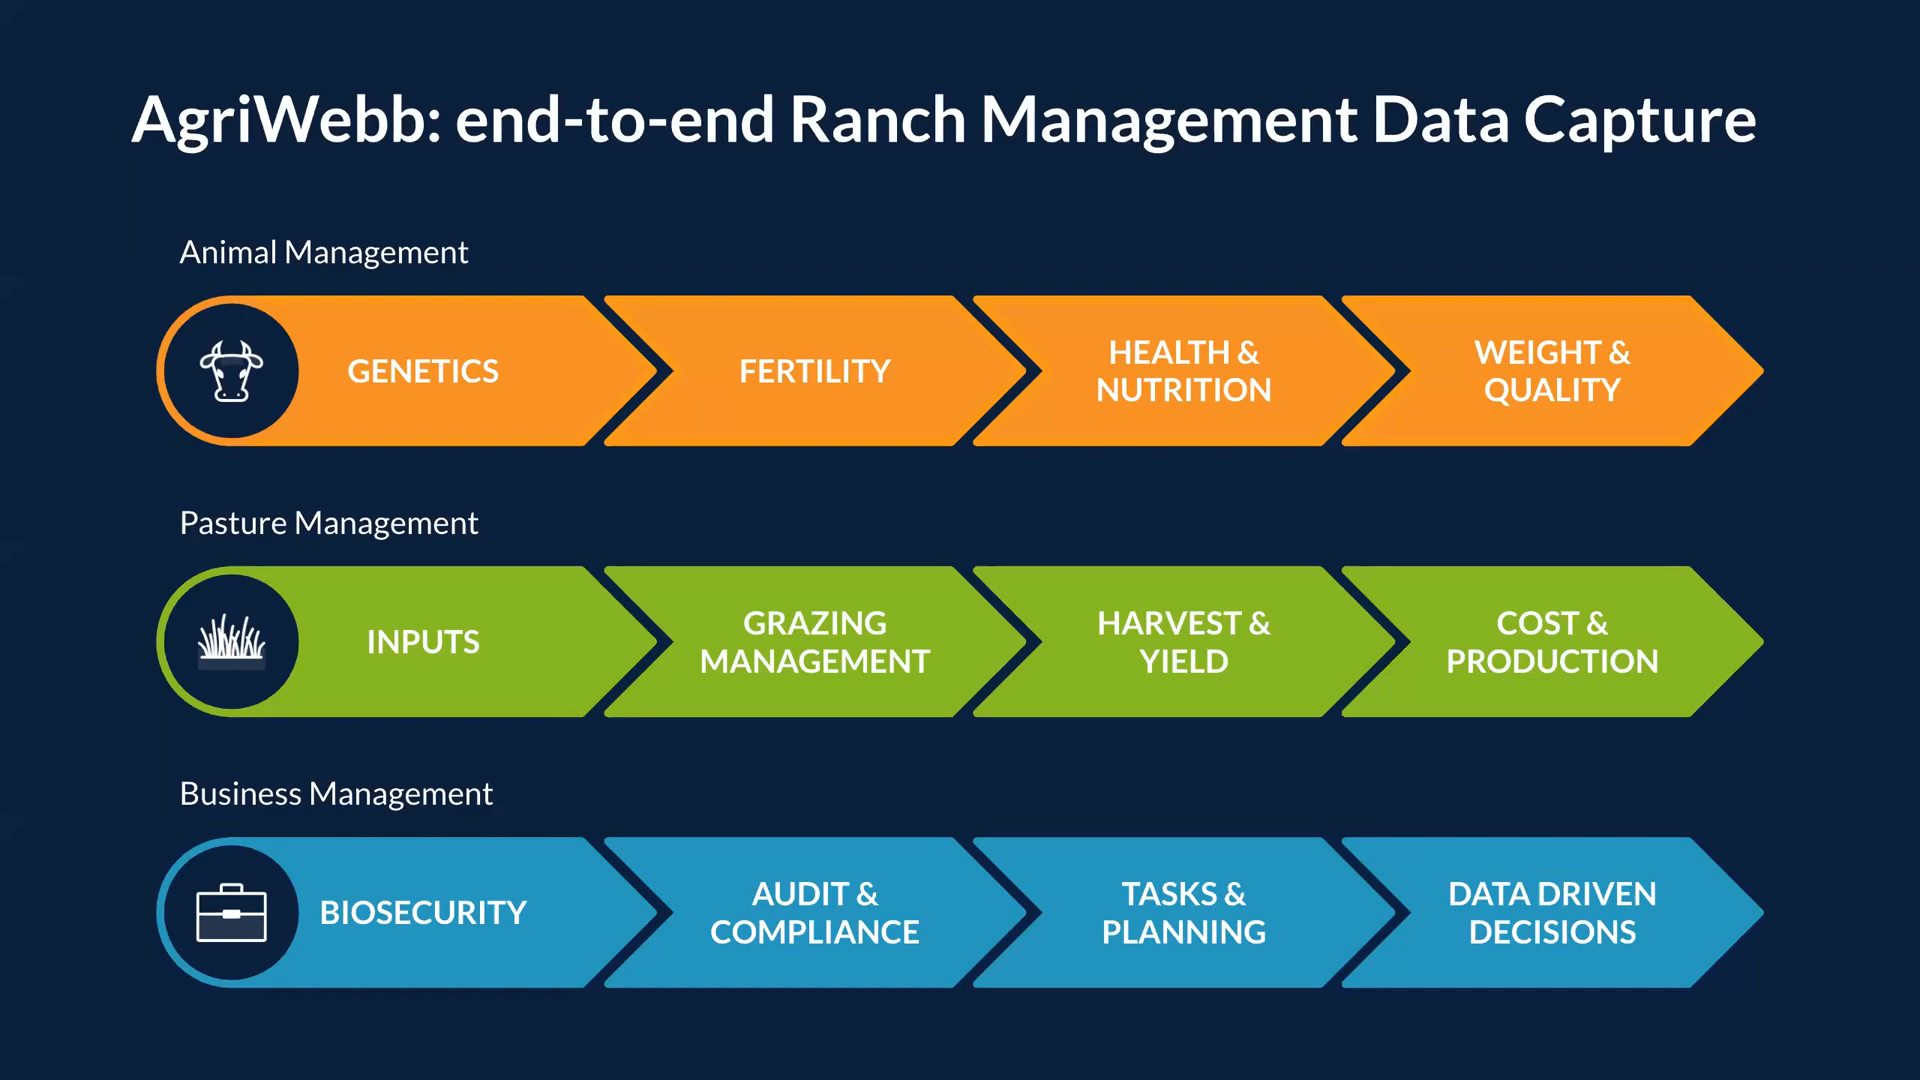 AgriWebb: end-to-end Ranch Management Data Capture
Animal Management
GENETICS
FERTILITY
HEALTH &
NUTRITION
WEIGHT &
QUALITY
Pasture Management
INPUTS
GRAZING
MANAGEMENT
HARVEST &
YIELD
COST &
PRODUCTION
Business Management
BIOSECURITY
AUDIT &
COMPLIANCE
TASKS &
PLANNING
DATA DRIVEN
DECISIONS